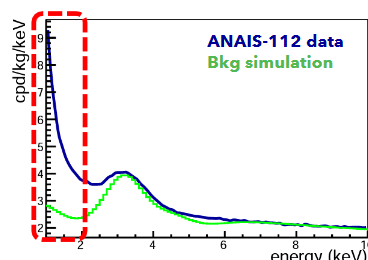 cpd/kg/keV
ANAIS-112 data
Bkg simulation
9
8
7
6
5
4
3
2
2 4 6 8 10
energy (keV)